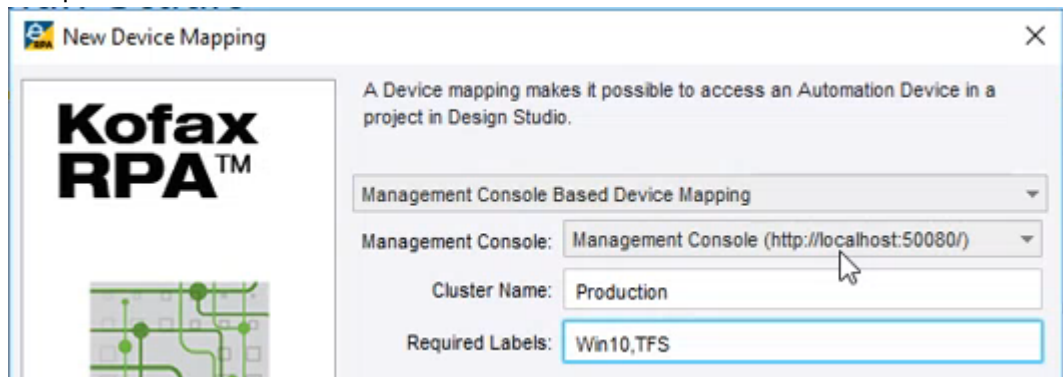 RPA New Device Mapping
A Device mapping makes it possible to access an Automation Device in a
project in Design Studio.
Kofax
RPA™
Management Console Based Device Mapping
Management Console: Management Console (http://localhost:50080/)
Cluster Name: Production
Required Labels: Win10,TFS